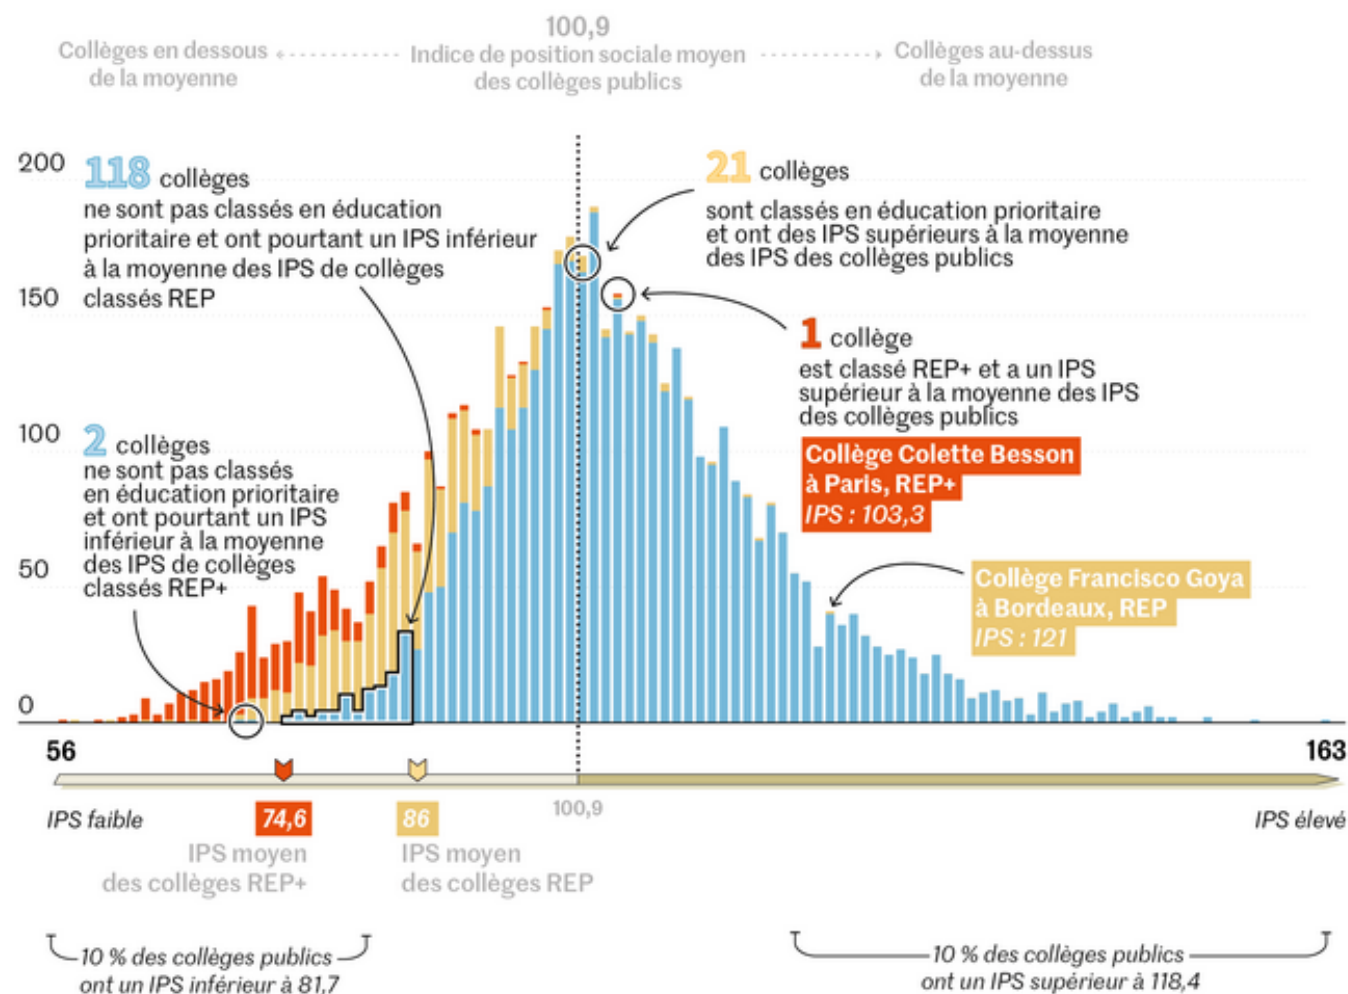 100,9
Collèges en dessous
de la moyenne
Indice de position sociale moyen
des collèges publics
Collèges au-dessus
de la moyenne
200
150
100
50
0
118 collèges
ne sont pas classés en éducation
prioritaire et ont pourtant un IPS inférieur
à la moyenne des IPS de collèges
classés REP
21 collèges
sont classés en éducation prioritaire
et ont des IPS supérieurs à la moyenne
des IPS des collèges publics
1 collège
est classé REP+ et a un IPS
supérieur à la moyenne des IPS
des collèges publics
Collège Colette Besson
à Paris, REP+
IPS : 103,3
2 collèges
ne sont pas classés
en éducation prioritaire
et ont pourtant un IPS
inférieur à la moyenne
des IPS de collèges
classés REP+
Collège Francisco Goya
à Bordeaux, REP
IPS : 121
56
163
IPS faible
74,6
86
100,9
IPS élevé
IPS moyen
des collèges REP+
IPS moyen
des collèges REP
10 % des collèges publics
ont un IPS inférieur à 81,7
10 % des collèges publics
ont un IPS supérieur à 118,4